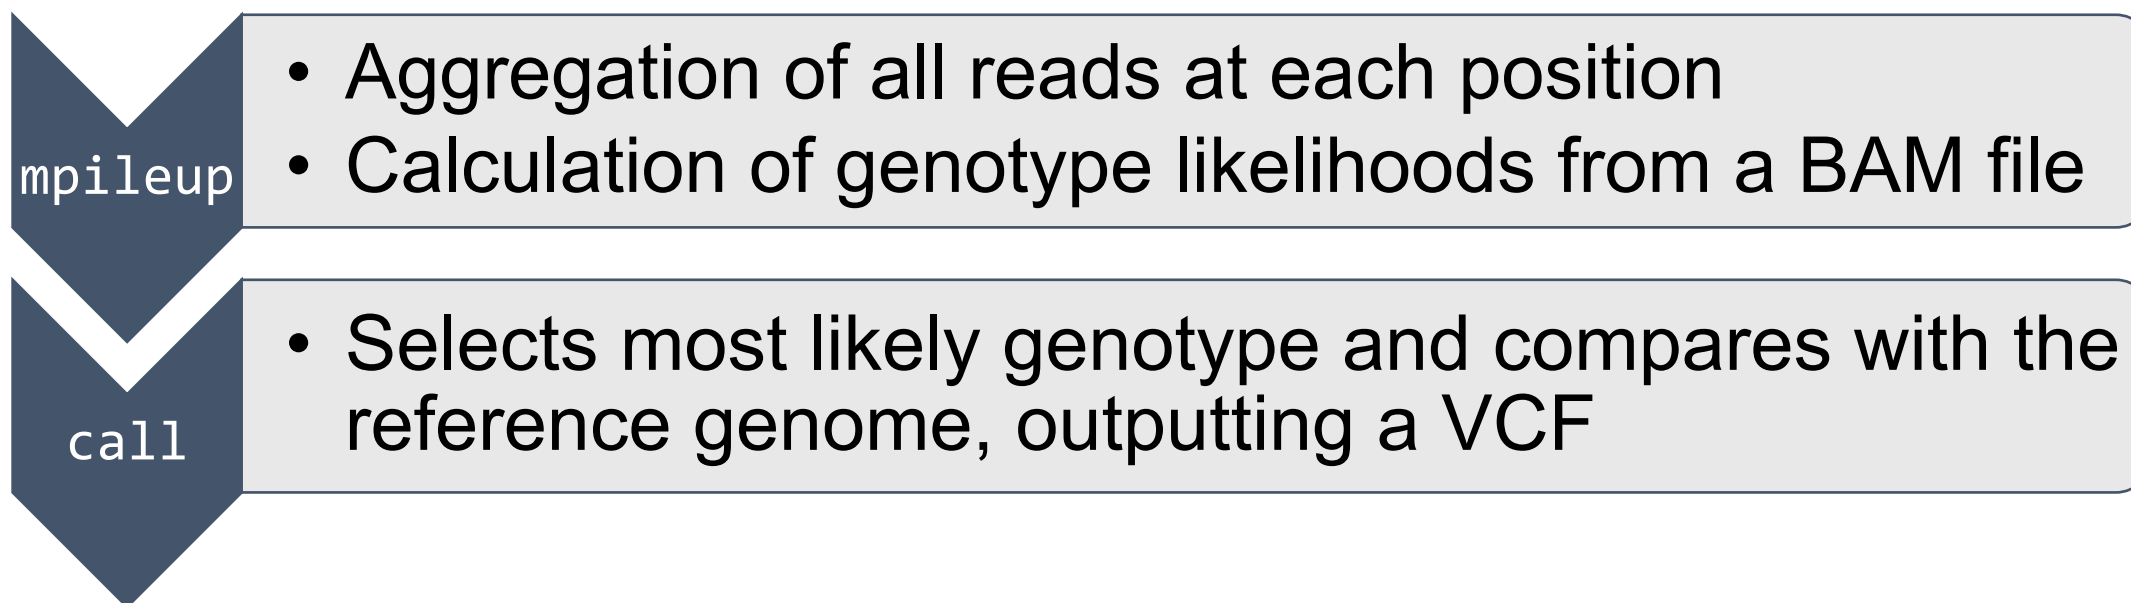 mpileup
• Aggregation of all reads at each position
• Calculation of genotype likelihoods from a BAM file
call
• Selects most likely genotype and compares with the
reference genome, outputting a VCF